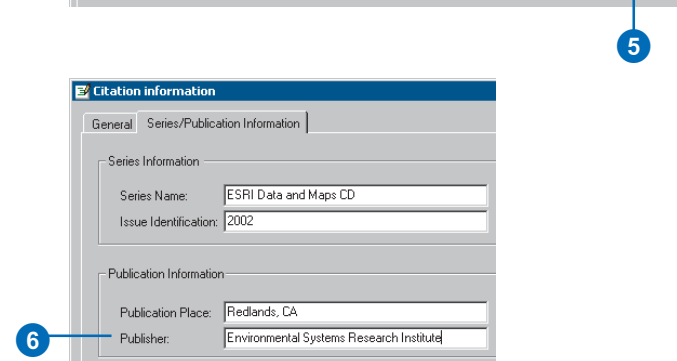 5
Citation information
General Series/Publication Information
Series Information
Series Name: ESRI Data and Maps CD
Issue Identification: 2002
Publication Information
Publication Place: Redlands, CA
6 Publisher: Environmental Systems Research Institute